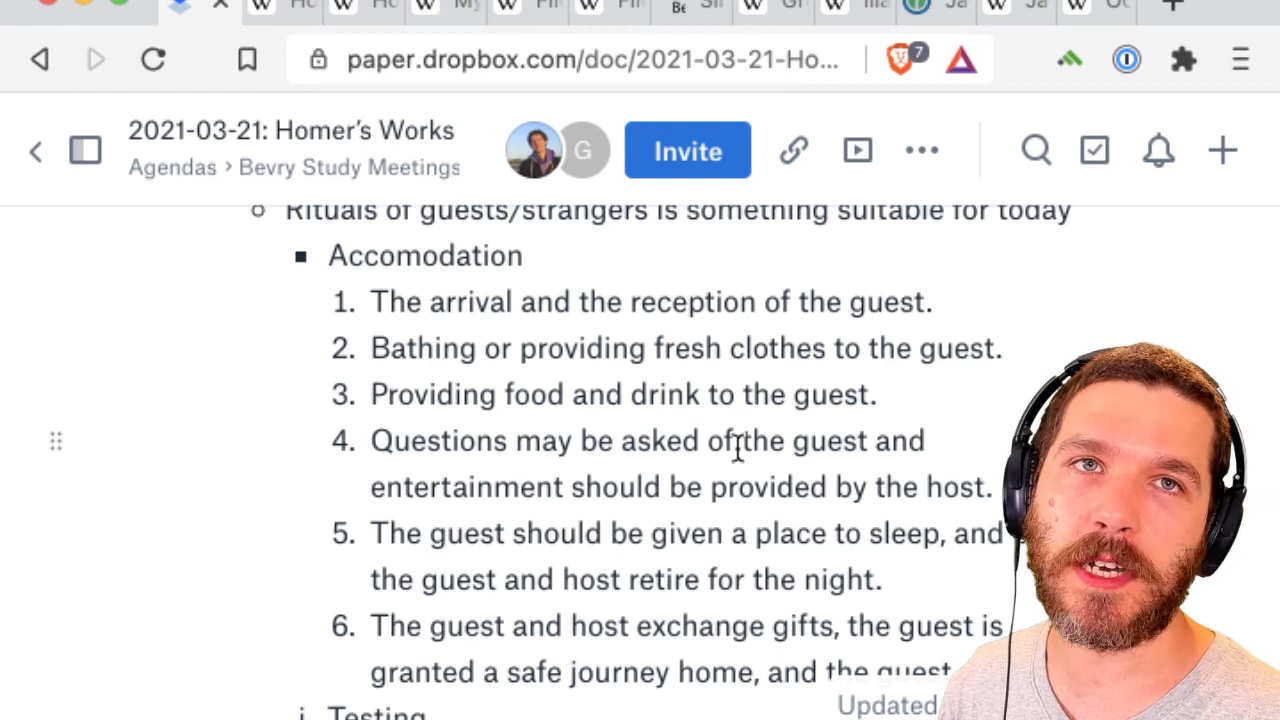 7
paper.dropbox.com/doc/2021-03-21-Ho...
2021-03-21: Homer's Works
Agendas > Bevry Study Meetings
G
Invite
Rituals of guests/strangers is something suitable for today
Accomodation
1. The arrival and the reception of the guest.
2. Bathing or providing fresh clothes to the guest.
3. Providing food and drink to the guest.
4. Questions may be asked of the guest and
entertainment should be provided by the host.
5. The guest should be given a place to sleep, and
the guest and host retire for the night.
6. The guest and host exchange gifts, the guest is
granted a safe journey home, and the guest
Updated
i. Testing